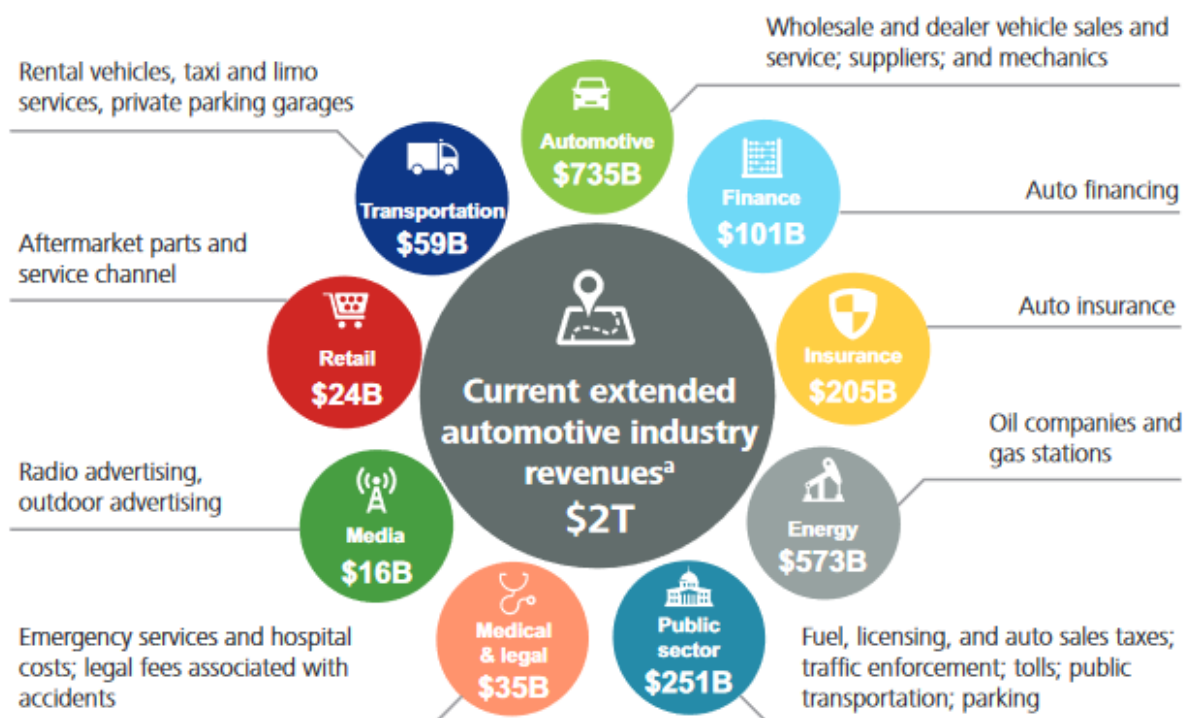 Wholesale and dealer vehicle sales and
service; suppliers; and mechanics
Rental vehicles, taxi and limo
services, private parking garages
Automotive
$735B
Transportation
$59B
Finance
$101B
Auto financing
Aftermarket parts and
service channel
Retail
$24B
Insurance
$205B
Auto insurance
Current extended
automotive industry
revenuesᵃ
$2T
Oil companies and
gas stations
Radio advertising,
outdoor advertising
Media
$16B
Energy
$573B
Medical
& legal
$35B
Public
sector
$251B
Emergency services and hospital
costs; legal fees associated with
accidents
Fuel, licensing, and auto sales taxes;
traffic enforcement; tolls; public
transportation; parking